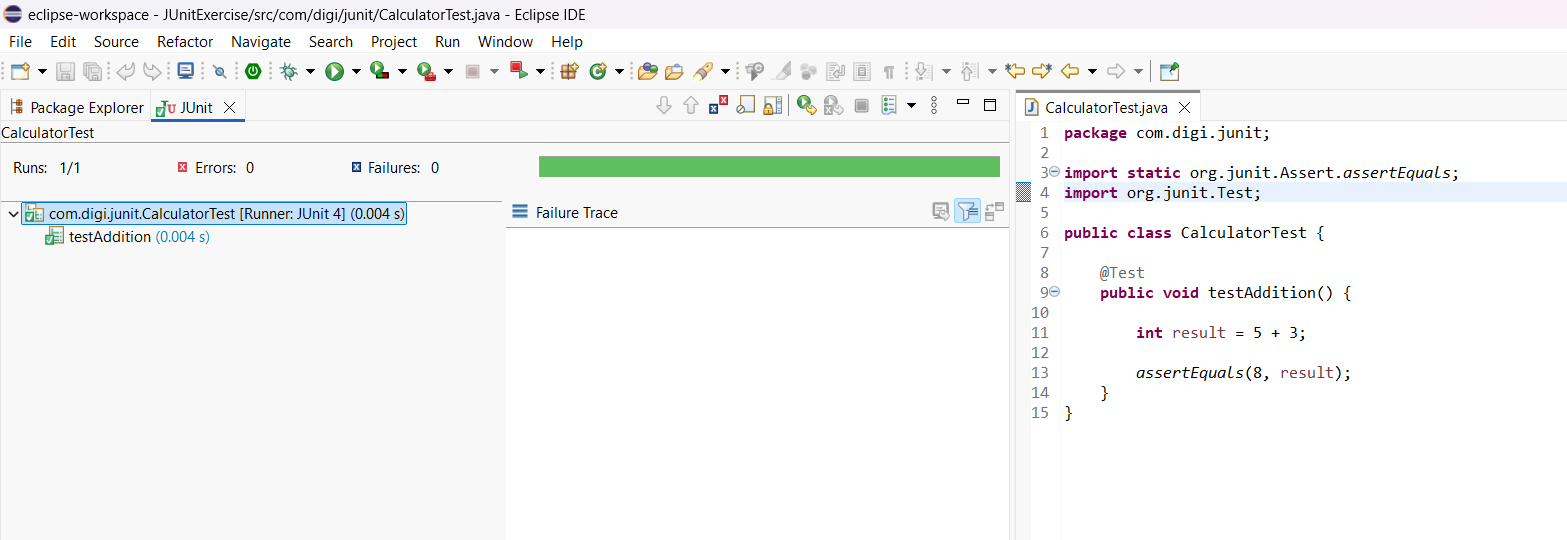 eclipse-workspace - JUnitExercise/src/com/digi/junit/CalculatorTest.java - Eclipse IDE
File Edit Source Refactor Navigate Search Project Run Window Help
Package Explorer JUnit
CalculatorTest
Runs: 1/1 Errors: 0 Failures: 0
com.digi.junit.CalculatorTest [Runner: JUnit 4] (0.004 s)
testAddition (0.004 s)
Failure Trace
CalculatorTest.java
1 package com.digi.junit;
2
3 import static org.junit.Assert.assertEquals;
4 import org.junit.Test;
5
6 public class CalculatorTest {
7
8 @Test
9 public void testAddition() {
10
11 int result = 5 + 3;
12
13 assertEquals(8, result);
14 }
15 }